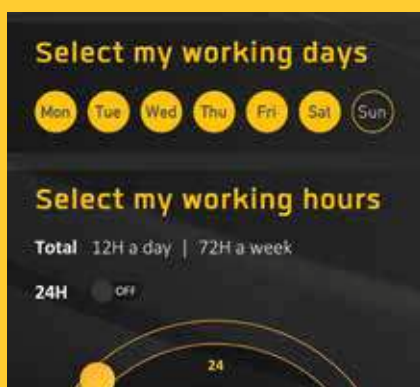 Select my working days
Mon Tue Wed Thu Fri Sat Sun
Select my working hours
Total 12H a day | 72H a week
24H OFF
24